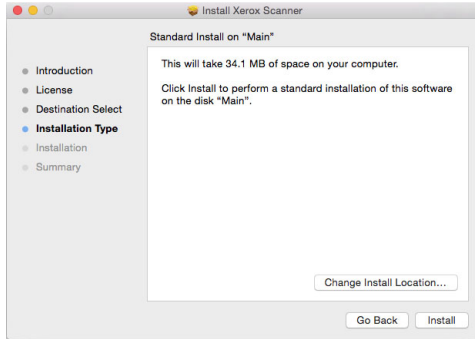 Install Xerox Scanner
Standard Install on “Main”
Introduction
License
Destination Select
Installation Type
Installation
Summary
This will take 34.1 MB of space on your computer.
Click Install to perform a standard installation of this software
on the disk “Main”.
Change Install Location...
Go Back
Install